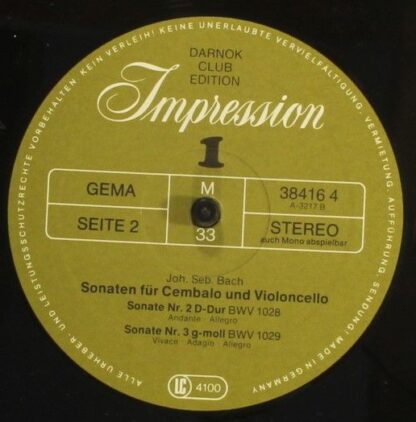 DARNOK
CLUB
EDITION
Impression
1
GEMA
M
38416 4
A-3217 B
SEITE 2
33
STEREO
auch Mono abspielbar
Joh. Seb. Bach
Sonaten für Cembalo und Violoncello
Sonate Nr. 2 D-Dur BWV 1028
Andante Allegro
Sonate Nr. 3 g-moll BWV 1029
Vivace Adagio Allegro
LC 4100
ALLE URHEBER- UND LEISTUNGSSCHUTZRECHTE VORBEHALTEN · KEIN VERLEIH! KEINE UNERLAUBTE VERVIELFÄLTIGUNG, VERMIETUNG, AUFFÜHRUNG, SENDUNG! MADE IN GERMANY